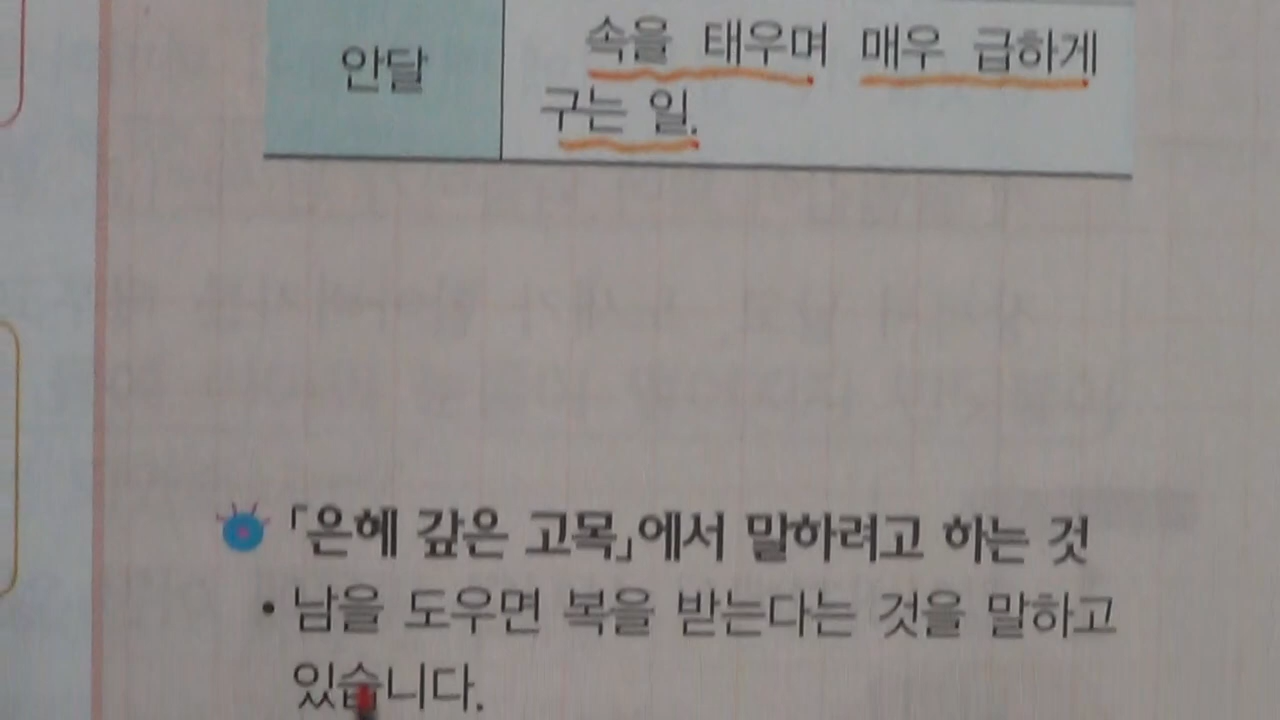 안달
속을 태우며 매우 급하게
구는 일.
「은혜 갚은 고목」에서 말하려고 하는 것
• 남을 도우면 복을 받는다는 것을 말하고
있습니다.